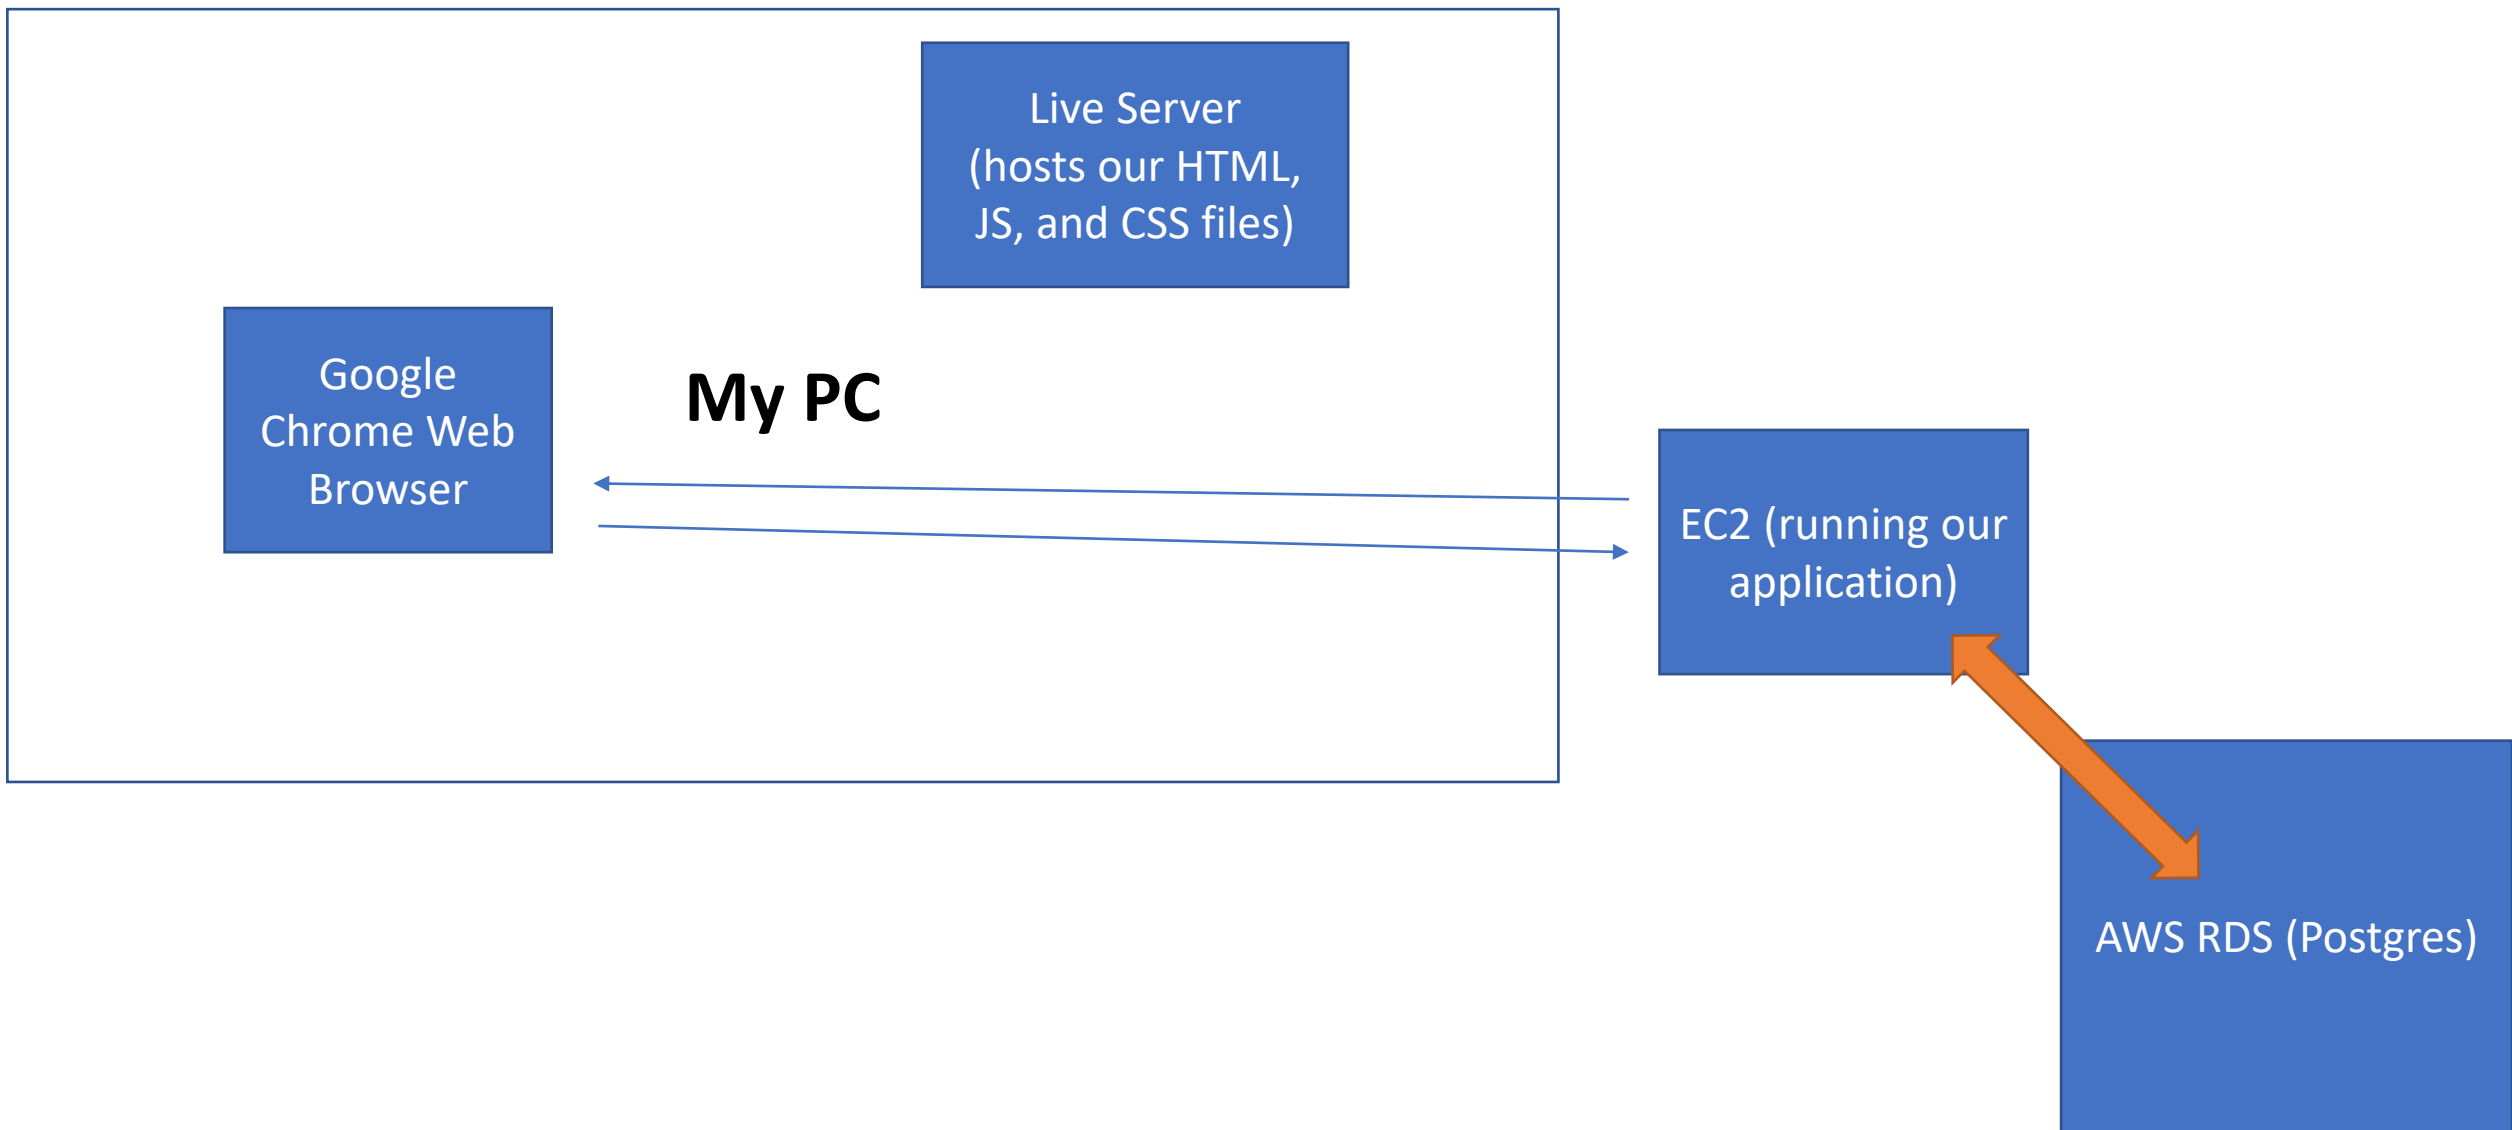 Live Server
(hosts our HTML,
JS, and CSS files)
Google
Chrome Web
Browser
My PC
EC2 (running our
application)
AWS RDS (Postgres)